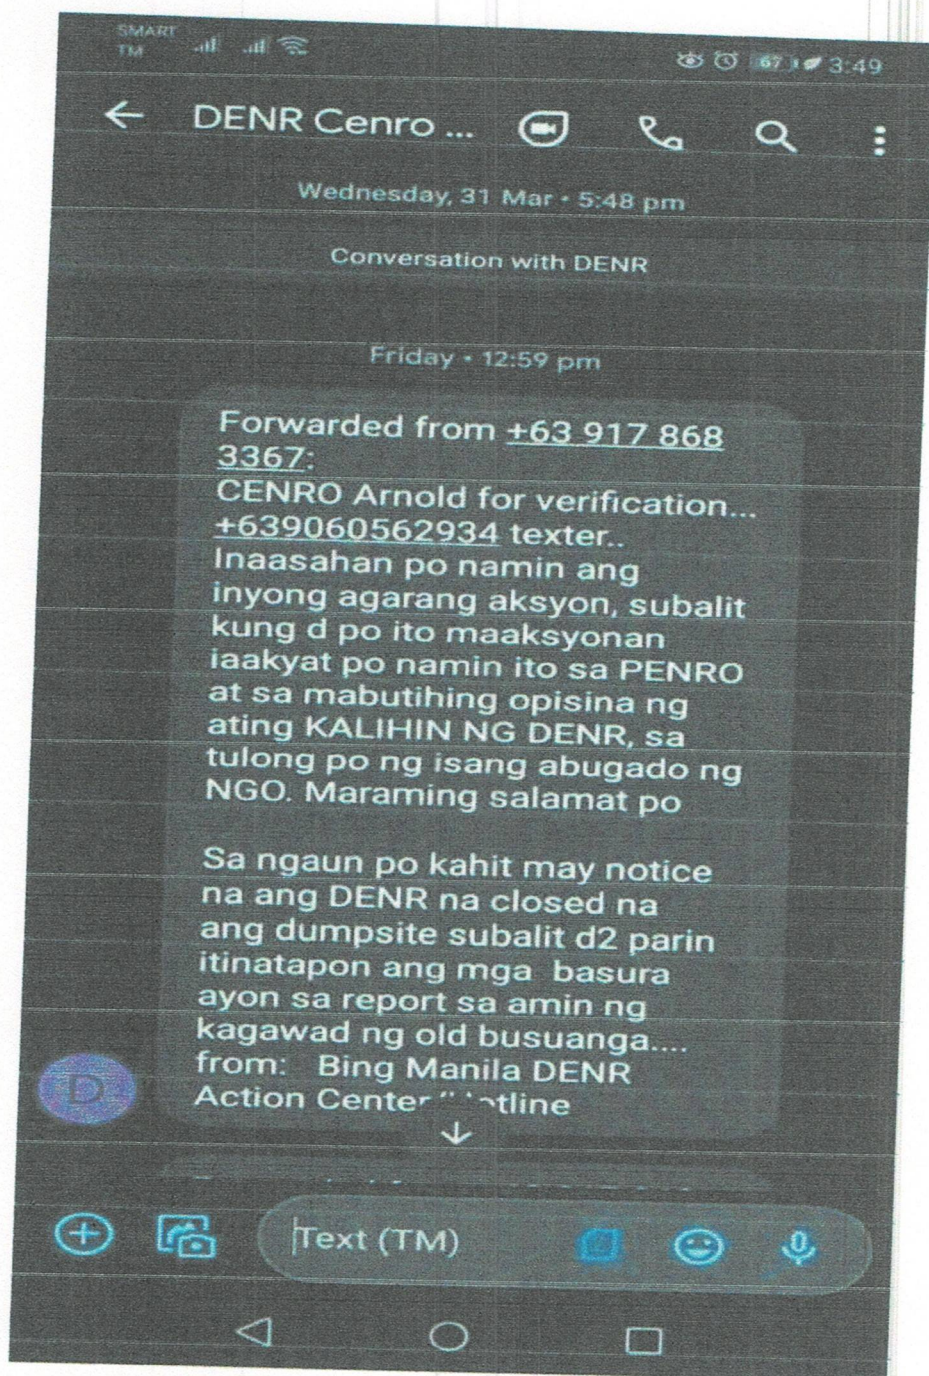 SMART
TM
67 3:49
DENR Cenro ...
Wednesday, 31 Mar • 5:48 pm
Conversation with DENR
Friday • 12:59 pm
Forwarded from +63 917 868
3367:
CENRO Arnold for verification...
+639060562934 texter..
Inaasahan po namin ang
inyong agarang aksyon, subalit
kung d po ito maaksyonan
iaakyat po namin ito sa PENRO
at sa mabutihing opisina ng
ating KALIHIN NG DENR, sa
tulong po ng isang abugado ng
NGO. Maraming salamat po
Sa ngaun po kahit may notice
na ang DENR na closed na
ang dumpsite subalit d2 parin
itinatapon ang mga basura
ayon sa report sa amin ng
kagawad ng old busuanga....
from: Bing Manila DENR
D
Action Center
Text (TM)